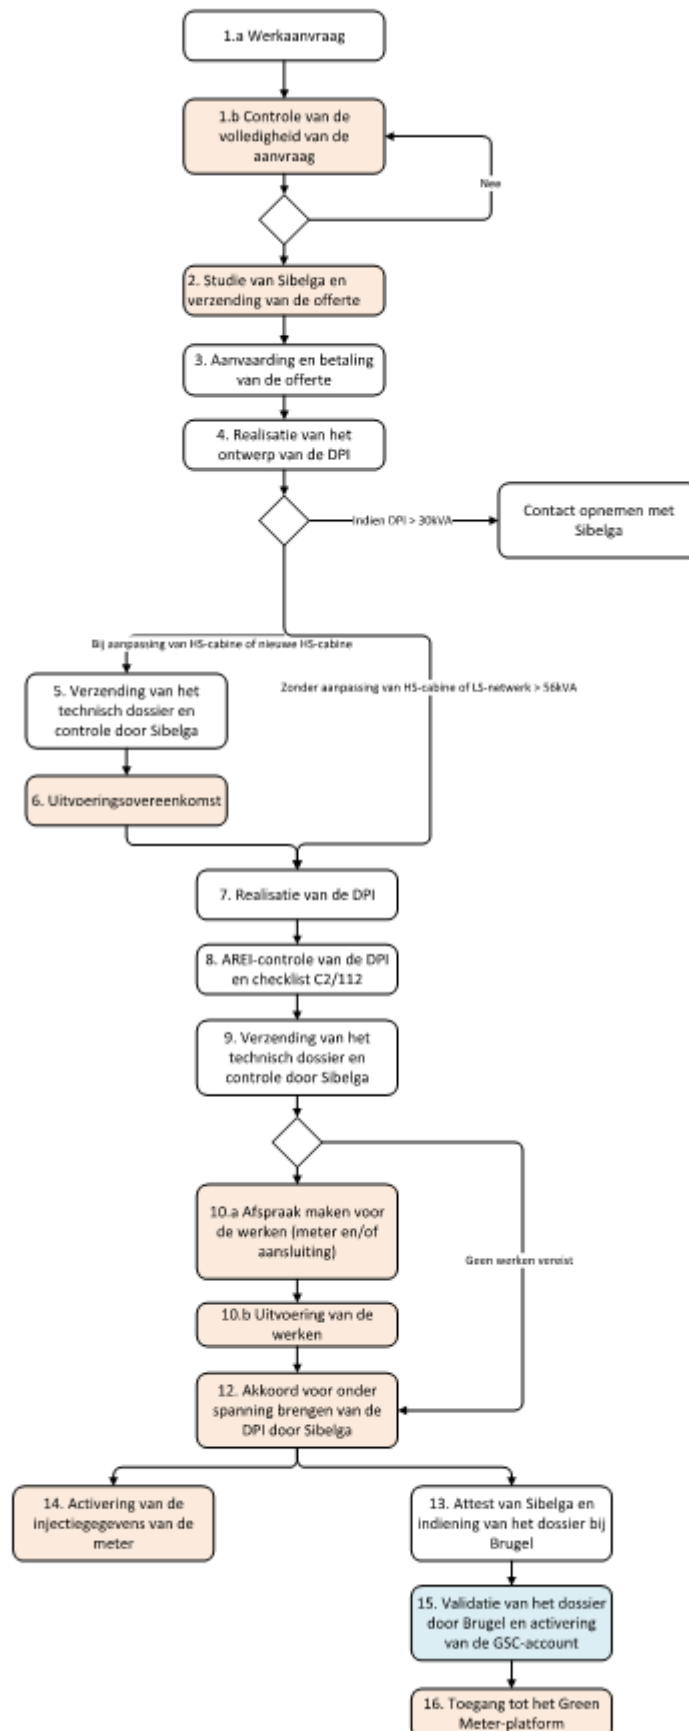 1.a Werkaanvraag
1.b Controle van de
volledigheid van de
aanvraag
Nee
2. Studie van Sibelga en
verzending van de offerte
3. Aanvaarding en betaling
van de offerte
4. Realisatie van het
ontwerp van de DPI
Indien DPI > 30kVA
Contact opnemen met
Sibelga
Bij aanpassing van HS-cabine of nieuwe HS-cabine
Zonder aanpassing van HS-cabine of LS-netwerk > 56kVA
5. Verzending van het
technisch dossier en
controle door Sibelga
6. Uitvoeringsovereenkomst
7. Realisatie van de DPI
8. AREI-controle van de DPI
en checklist C2/112
9. Verzending van het
technisch dossier en
controle door Sibelga
10.a Afspraak maken voor
de werken (meter en/of
aansluiting)
Geen werken vereist
10.b Uitvoering van de
werken
12. Akkoord voor onder
spanning brengen van de
DPI door Sibelga
14. Activering van de
injectiegegevens van de
meter
13. Attest van Sibelga en
indiening van het dossier bij
Brugel
15. Validatie van het dossier
door Brugel en activering
van de GSC-account
16. Toegang tot het Green
Meter-platform